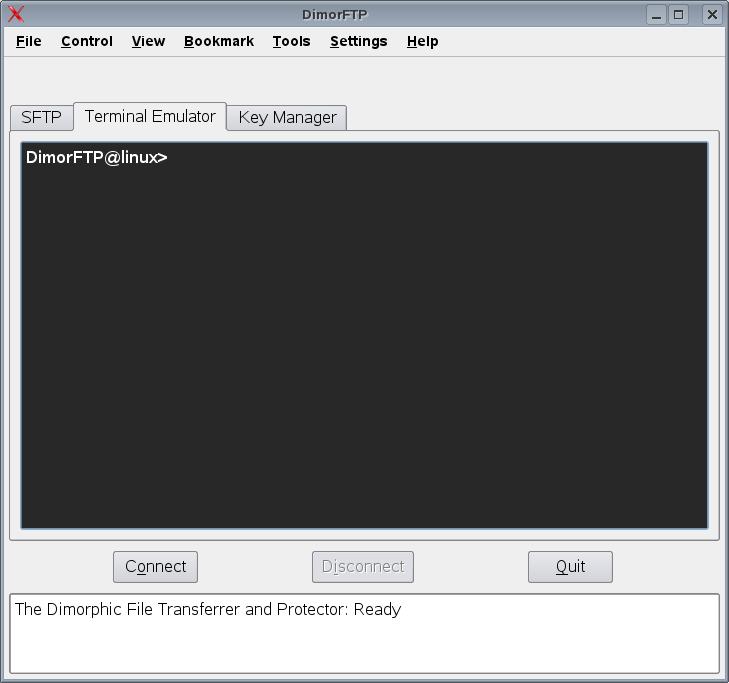 DimorFTP
File Control View Bookmark Tools Settings Help
SFTP Terminal Emulator Key Manager
DimorFTP@linux>
Connect Disconnect Quit
The Dimorphic File Transferrer and Protector: Ready